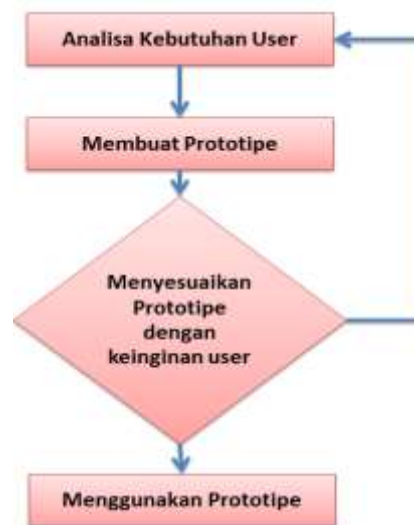 Analisa Kebutuhan User
Membuat Prototipe
Menyesuaikan
Prototipe
dengan
keinginan user
Menggunakan Prototipe